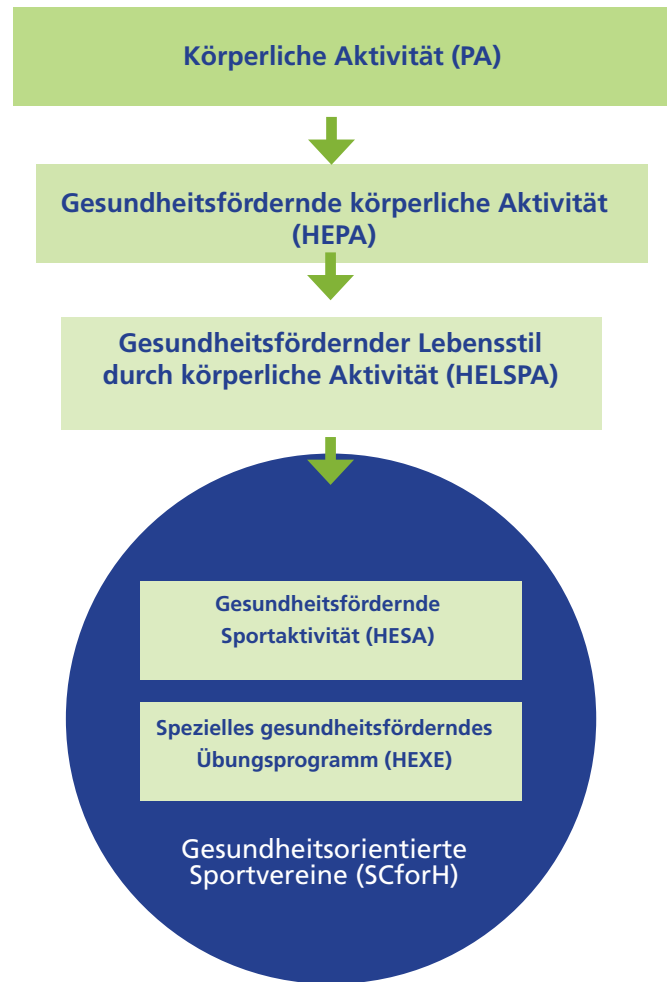 Körperliche Aktivität (PA)
Gesundheitsfördernde körperliche Aktivität
(HEPA)
Gesundheitsfördernder Lebensstil
durch körperliche Aktivität (HELSPA)
Gesundheitsfördernde
Sportaktivität (HESA)
Spezielles gesundheitsförderndes
Übungsprogramm (HEXE)
Gesundheitsorientierte
Sportvereine (SCforH)